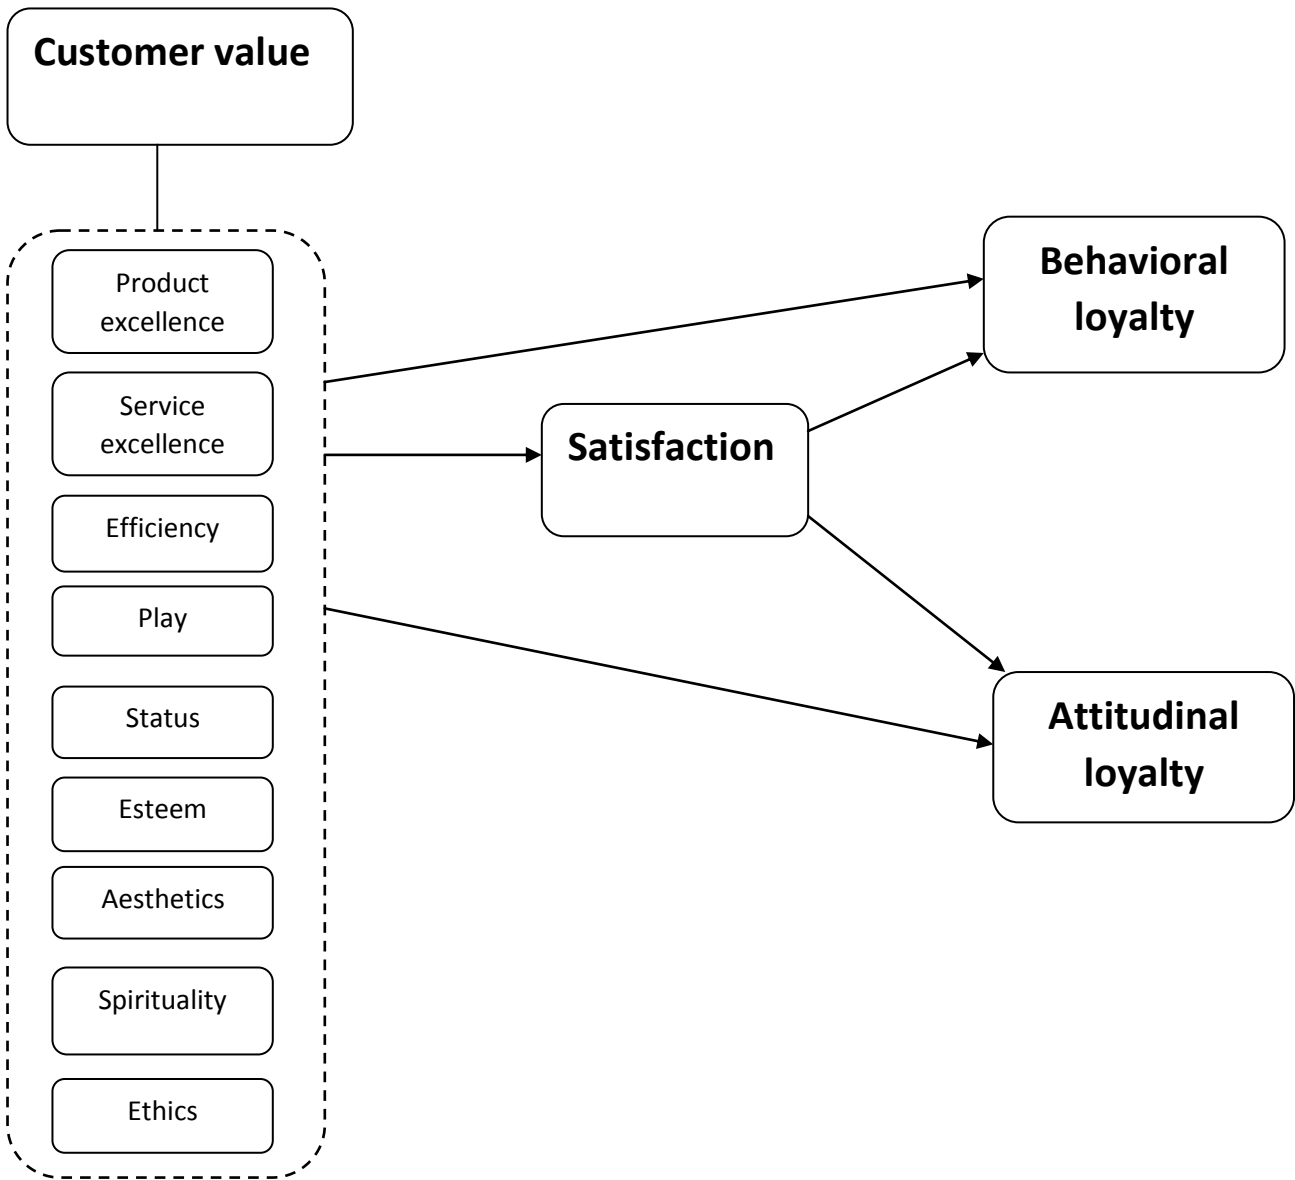 Customer value
Product
excellence
Service
excellence
Efficiency
Play
Status
Esteem
Aesthetics
Spirituality
Ethics
Satisfaction
Behavioral
loyalty
Attitudinal
loyalty